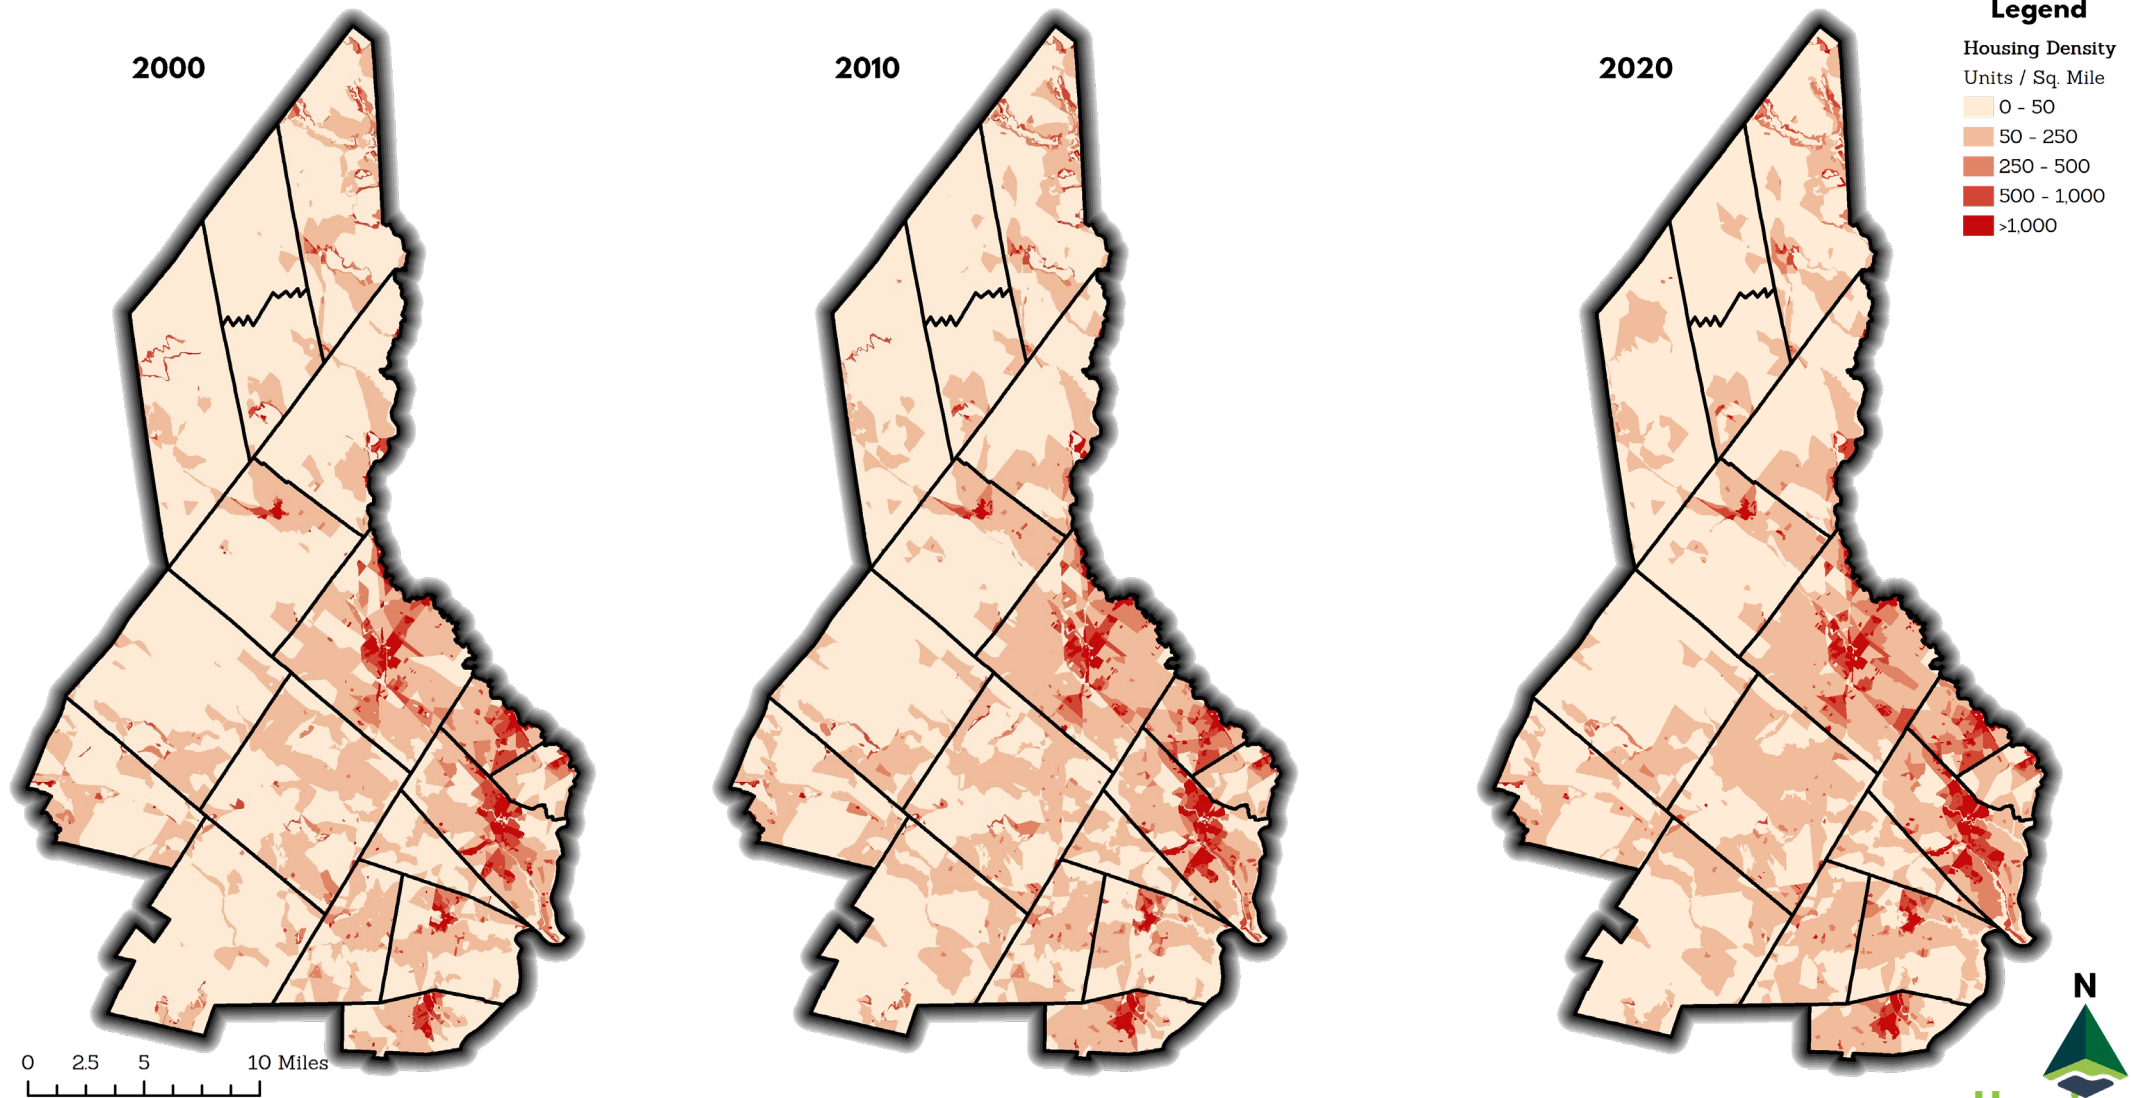 2000
2010
2020
Legend
Housing Density
Units / Sq. Mile
0 - 50
50 - 250
250 - 500
500 - 1,000
>1,000
0 2.5 5 10 Miles
N